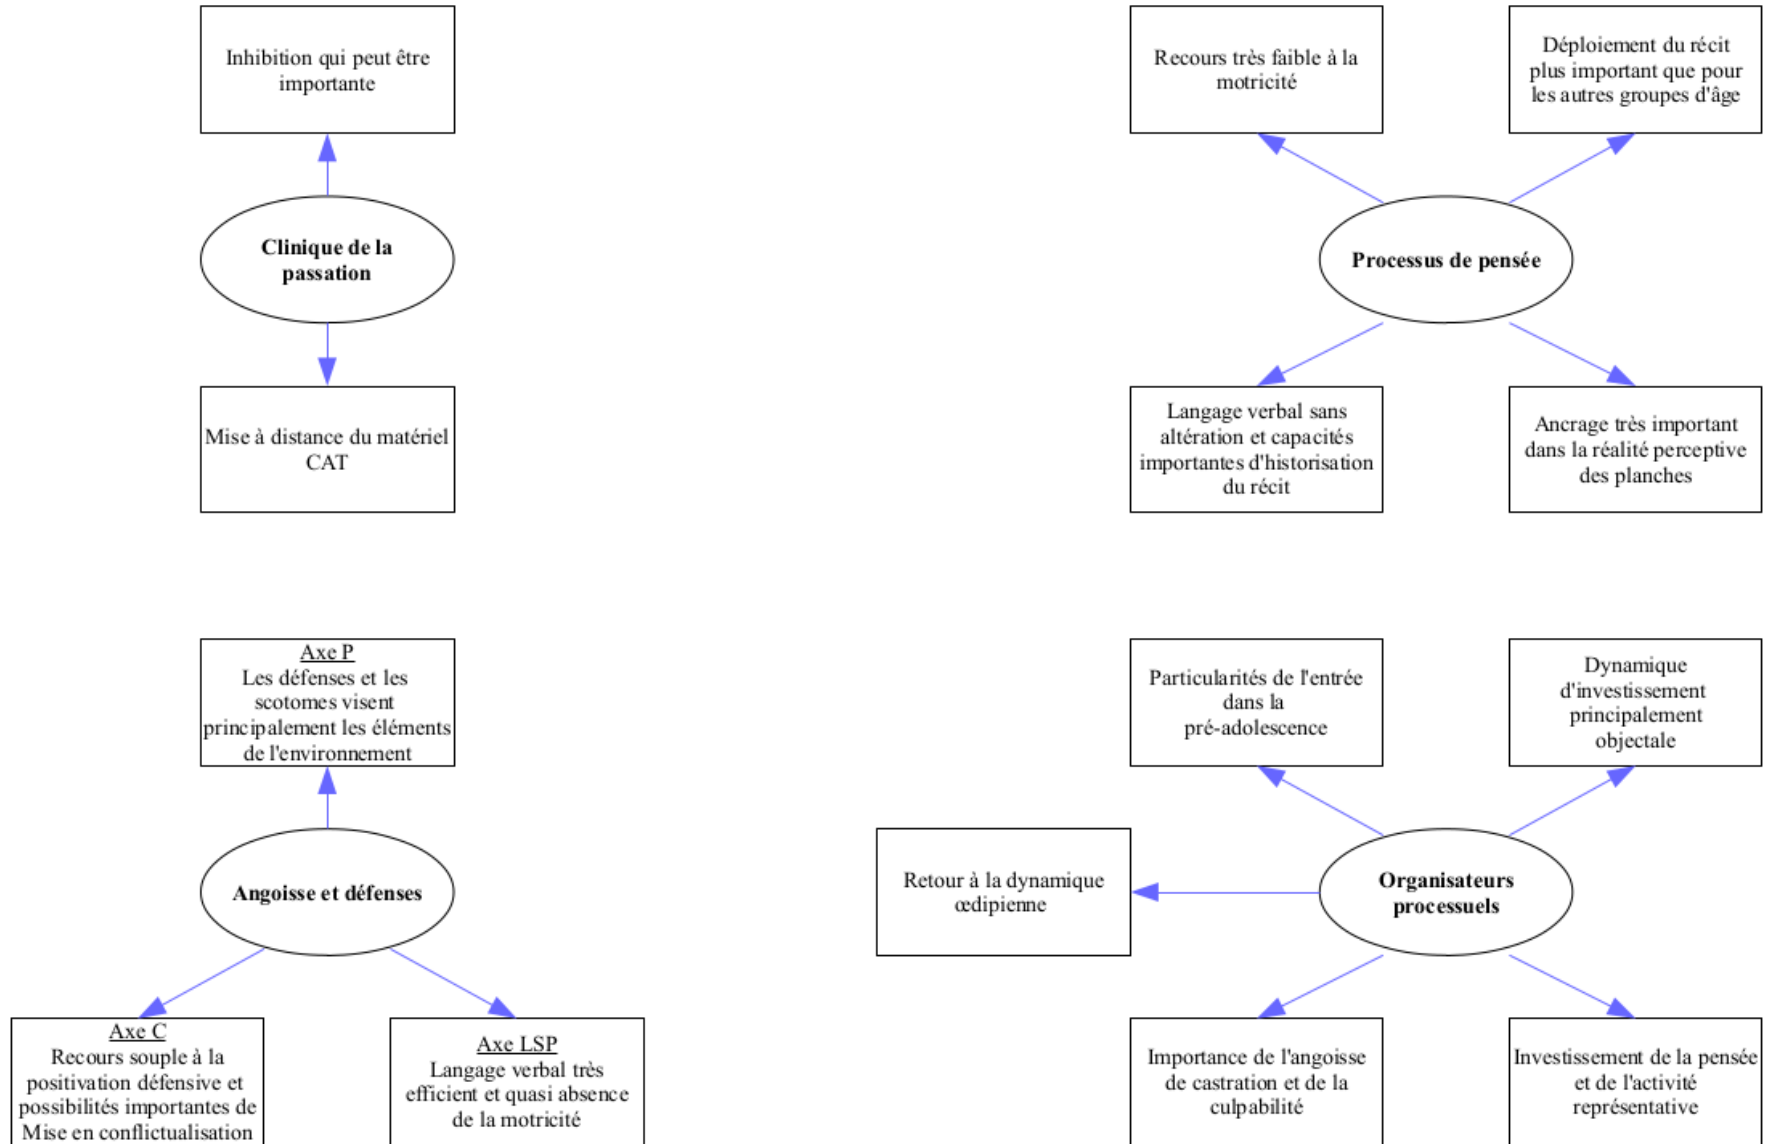 Inhibition qui peut être
importante
Clinique de la
passation
Mise à distance du matériel
CAT
Recours très faible à la
motricité
Déploiement du récit
plus important que pour
les autres groupes d'âge
Processus de pensée
Langage verbal sans
altération et capacités
importantes d'historisation
du récit
Ancrage très important
dans la réalité perceptive
des planches
Axe P
Les défenses et les
scotomes visent
principalement les éléments
de l'environnement
Angoisse et défenses
Axe C
Recours souple à la
positivation défensive et
possibilités importantes de
Mise en conflictualisation
Axe LSP
Langage verbal très
efficient et quasi absence
de la motricité
Particularités de l'entrée
dans la
pré-adolescence
Dynamique
d'investissement
principalement
objectale
Retour à la dynamique
œdipienne
Organisateurs
processuels
Importance de l'angoisse
de castration et de la
culpabilité
Investissement de la pensée
et de l'activité
représentative